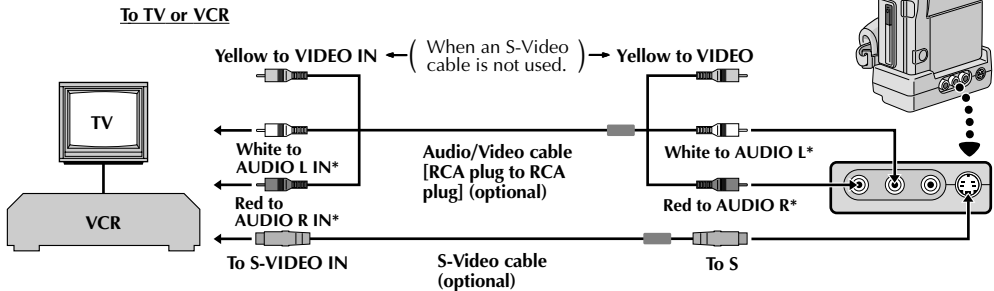 To TV or VCR
Yellow to VIDEO IN
( When an S-Video
cable is not used. )
Yellow to VIDEO
TV
White to
AUDIO L IN*
Audio/Video cable
[RCA plug to RCA
plug] (optional)
White to AUDIO L*
Red to
AUDIO R IN*
Red to AUDIO R*
VCR
To S-VIDEO IN
S-Video cable
(optional)
To S